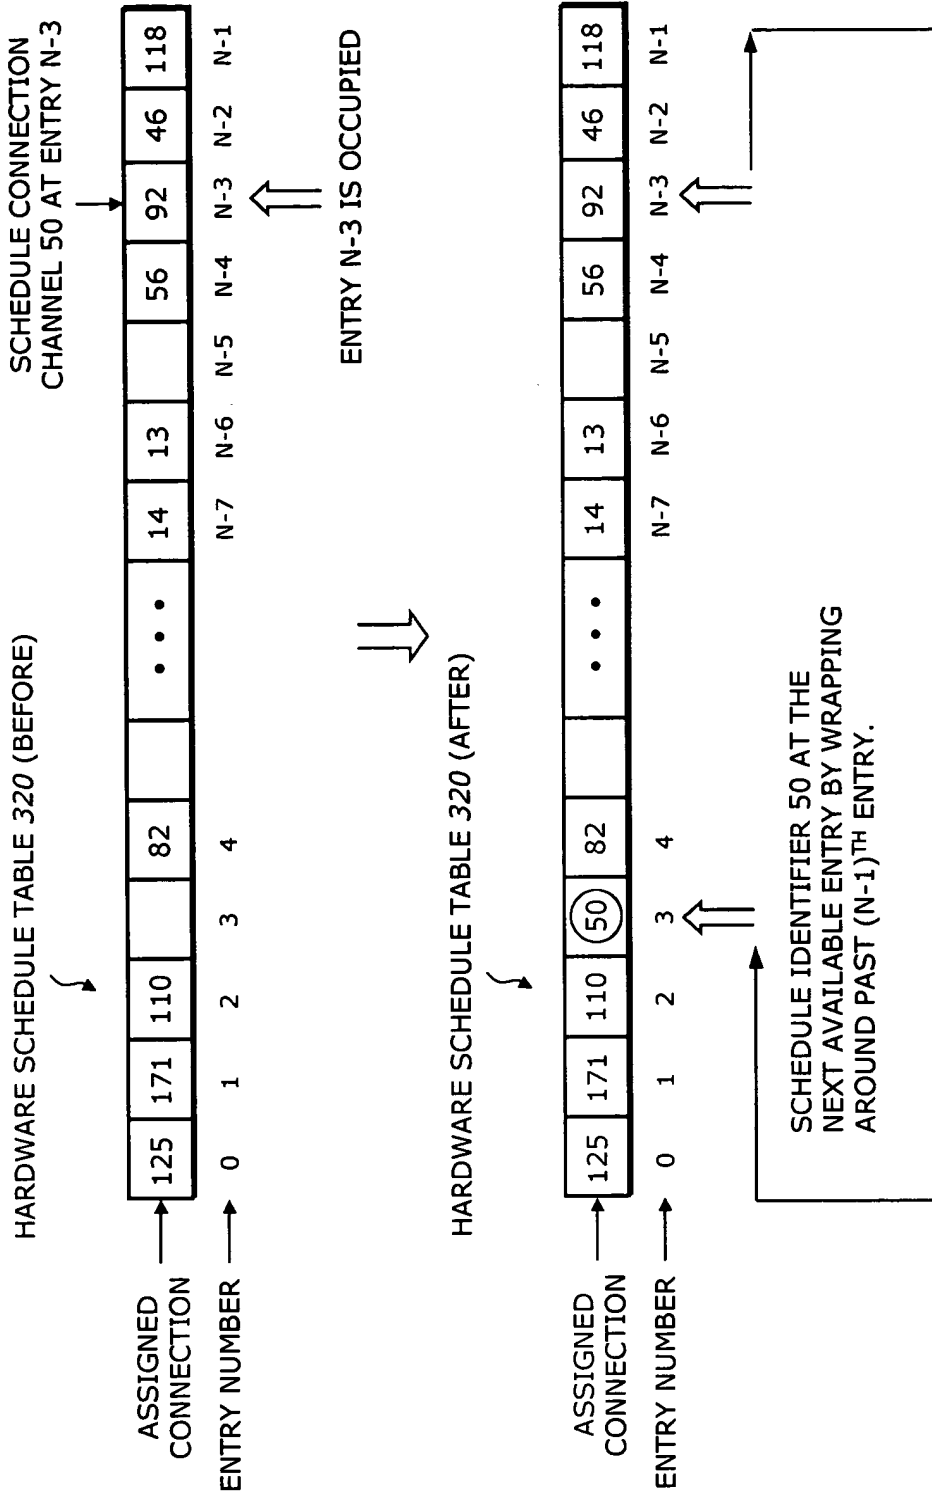 SCHEDULE CONNECTION
CHANNEL 50 AT ENTRY N-3
HARDWARE SCHEDULE TABLE 320 (BEFORE)
ASSIGNED
CONNECTION
125 171 110 82 • • • 14 13 56 92 46 118
ENTRY NUMBER
0 1 2 3 4 N-7 N-6 N-5 N-4 N-3 N-2 N-1
ENTRY N-3 IS OCCUPIED
HARDWARE SCHEDULE TABLE 320 (AFTER)
ASSIGNED
CONNECTION
125 171 110 50 82 • • • 14 13 56 92 46 118
ENTRY NUMBER
0 1 2 3 4 N-7 N-6 N-5 N-4 N-3 N-2 N-1
SCHEDULE IDENTIFIER 50 AT THE
NEXT AVAILABLE ENTRY BY WRAPPING
AROUND PAST (N-1)TH ENTRY.